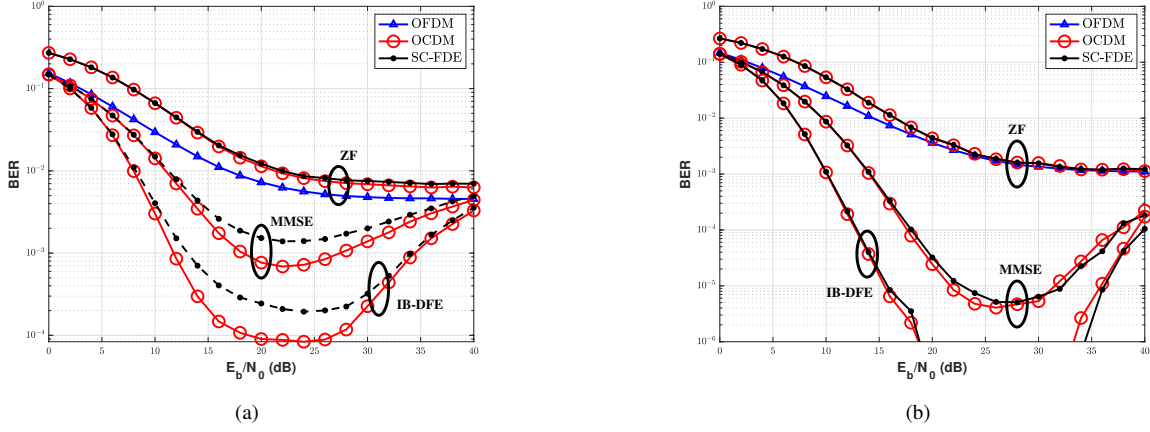 10^0
10^-1
10^-2
10^-3
10^-4
BER
0 5 10 15 20 25 30 35 40
E_b/N_0 (dB)
OFDM
OCDM
SC-FDE
ZF
MMSE
IB-DFE
(a)
10^0
10^-1
10^-2
10^-3
10^-4
10^-5
10^-6
BER
0 5 10 15 20 25 30 35 40
E_b/N_0 (dB)
OFDM
OCDM
SC-FDE
ZF
IB-DFE
MMSE
(b)